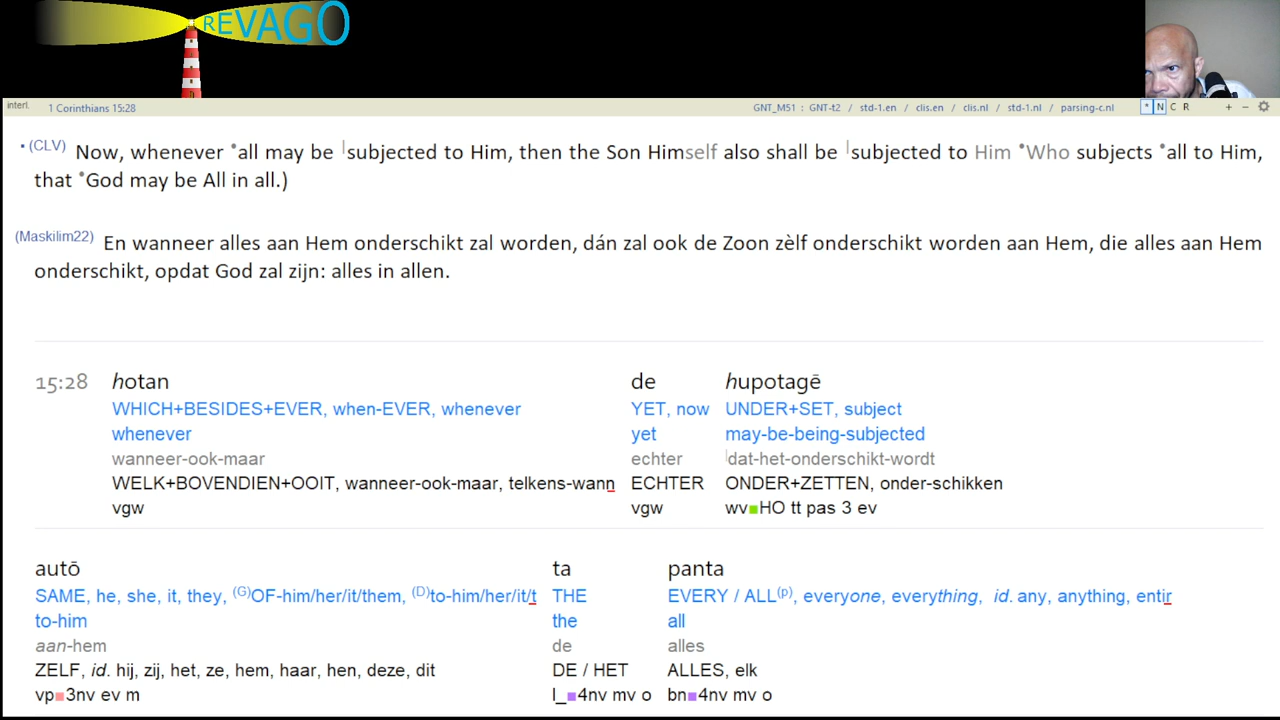 REVAGO
interl. 1 Corinthians 15:28 GNT_M51 : GNT-t2 / std-1.en / clis.en / clis.nl / std-1.nl / parsing-c.nl * N C R + −
• (CLV) Now, whenever •all may be |subjected to Him, then the Son Himself also shall be |subjected to Him •Who subjects •all to Him,
that •God may be All in all.)
(Maskilim22) En wanneer alles aan Hem onderschikt zal worden, dán zal ook de Zoon zèlf onderschikt worden aan Hem, die alles aan Hem
onderschikt, opdat God zal zijn: alles in allen.
15:28 hotan de hupotagē
WHICH+BESIDES+EVER, when-EVER, whenever YET, now UNDER+SET, subject
whenever yet may-be-being-subjected
wanneer-ook-maar echter |dat-het-onderschikt-wordt
WELK+BOVENDIEN+OOIT, wanneer-ook-maar, telkens-wann ECHTER ONDER+ZETTEN, onder-schikken
vgw vgw wv■HO tt pas 3 ev
autō ta panta
SAME, he, she, it, they, (G)OF-him/her/it/them, (D)to-him/her/it/t THE EVERY / ALL(p), everyone, everything, id. any, anything, entir
to-him the all
aan-hem de alles
ZELF, id. hij, zij, het, ze, hem, haar, hen, deze, dit DE / HET ALLES, elk
vp■3nv ev m l_■4nv mv o bn■4nv mv o